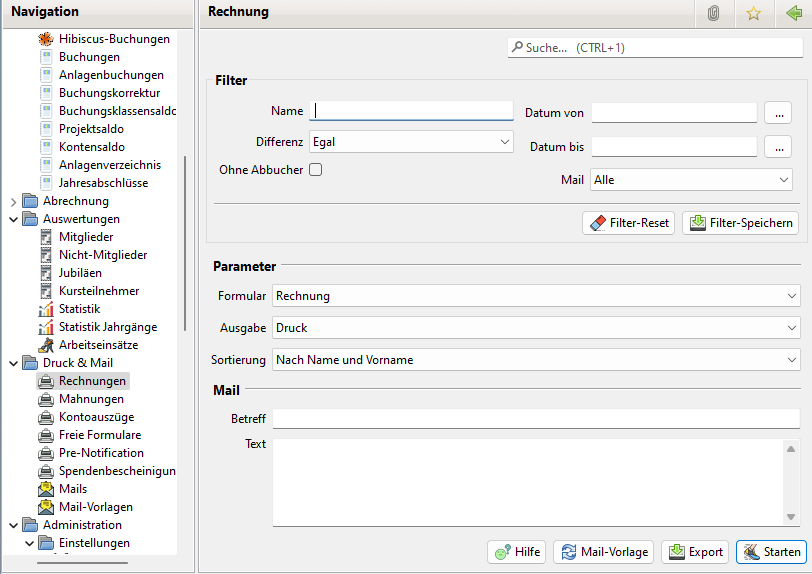 Navigation
Hibiscus-Buchungen
Buchungen
Anlagenbuchungen
Buchungskorrektur
Buchungsklassensaldo
Projektsaldo
Kontensaldo
Anlagenverzeichnis
Jahresabschlüsse
Abrechnung
Auswertungen
Mitglieder
Nicht-Mitglieder
Jubiläen
Kursteilnehmer
Statistik
Statistik Jahrgänge
Arbeitseinsätze
Druck & Mail
Rechnungen
Mahnungen
Kontoauszüge
Freie Formulare
Pre-Notification
Spendenbescheinigun
Mails
Mail-Vorlagen
Administration
Einstellungen
Rechnung
Suche... (CTRL+1)
Filter
Name Datum von ...
Differenz Egal Datum bis ...
Ohne Abbucher Mail Alle
Filter-Reset Filter-Speichern
Parameter
Formular Rechnung
Ausgabe Druck
Sortierung Nach Name und Vorname
Mail
Betreff
Text
Hilfe Mail-Vorlage Export Starten